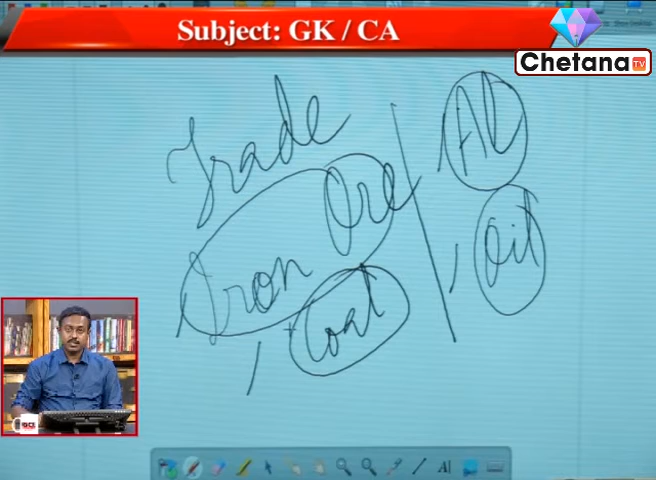 Subject: GK / CA
Chetana TV
Trade
Iron Ore
, Coal
Al
, Oil